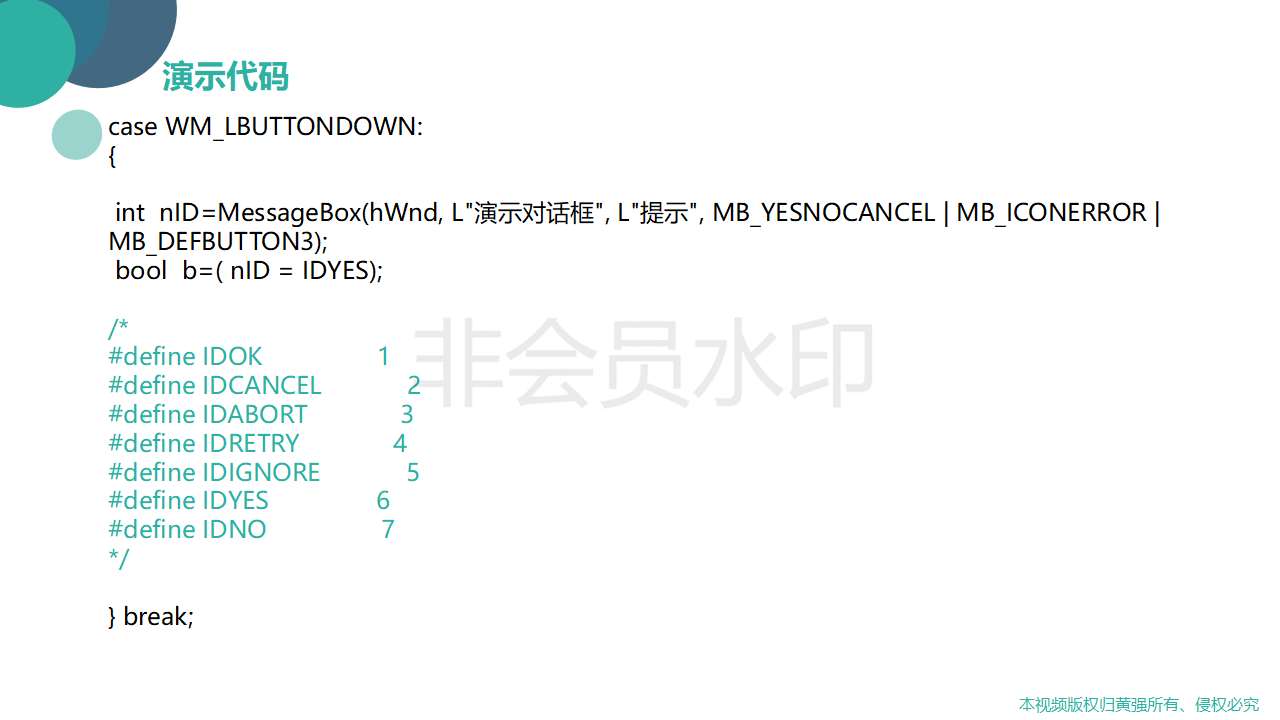 演示代码
case WM_LBUTTONDOWN:
{
int  nID=MessageBox(hWnd, L"演示对话框", L"提示", MB_YESNOCANCEL | MB_ICONERROR |
MB_DEFBUTTON3);
bool  b=( nID = IDYES);
/*
#define IDOK                1
#define IDCANCEL            2
#define IDABORT             3
#define IDRETRY             4
#define IDIGNORE            5
#define IDYES               6
#define IDNO                7
*/
} break;
非会员水印
本视频版权归黄强所有、侵权必究